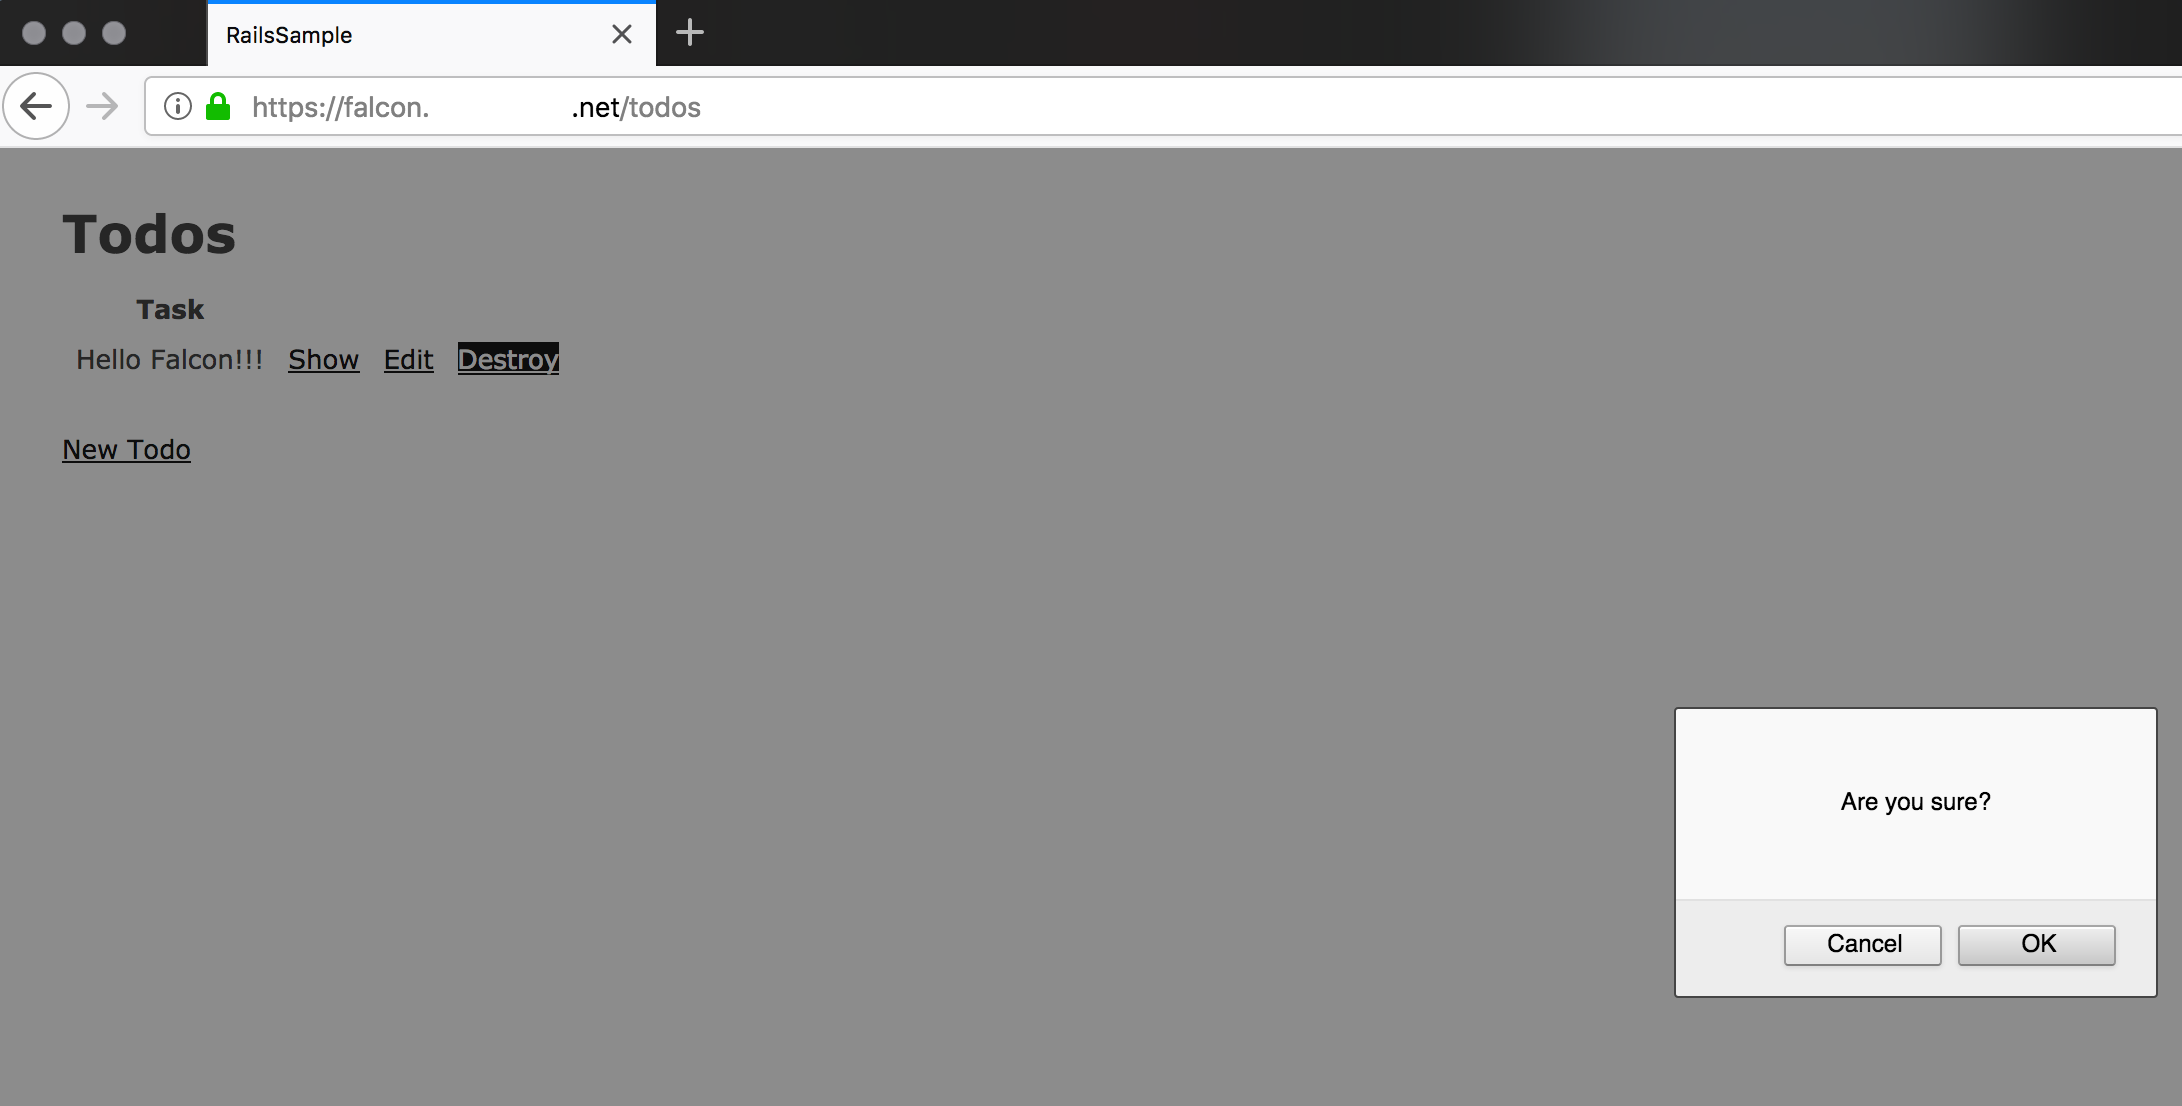 RailsSample
https://falcon. .net/todos
Todos
Task
Hello Falcon!!! Show Edit Destroy
New Todo
Are you sure?
Cancel OK